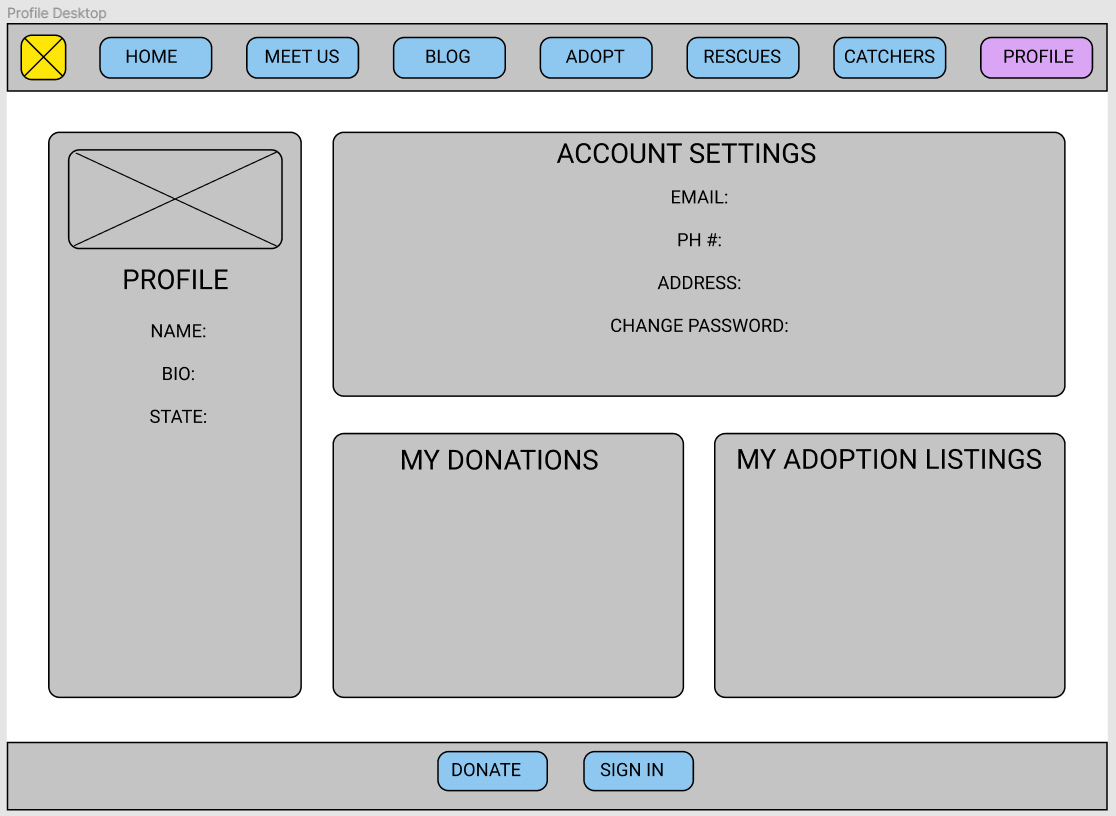 Profile Desktop
HOME
MEET US
BLOG
ADOPT
RESCUES
CATCHERS
PROFILE
PROFILE
NAME:
BIO:
STATE:
ACCOUNT SETTINGS
EMAIL:
PH #:
ADDRESS:
CHANGE PASSWORD:
MY DONATIONS
MY ADOPTION LISTINGS
DONATE
SIGN IN